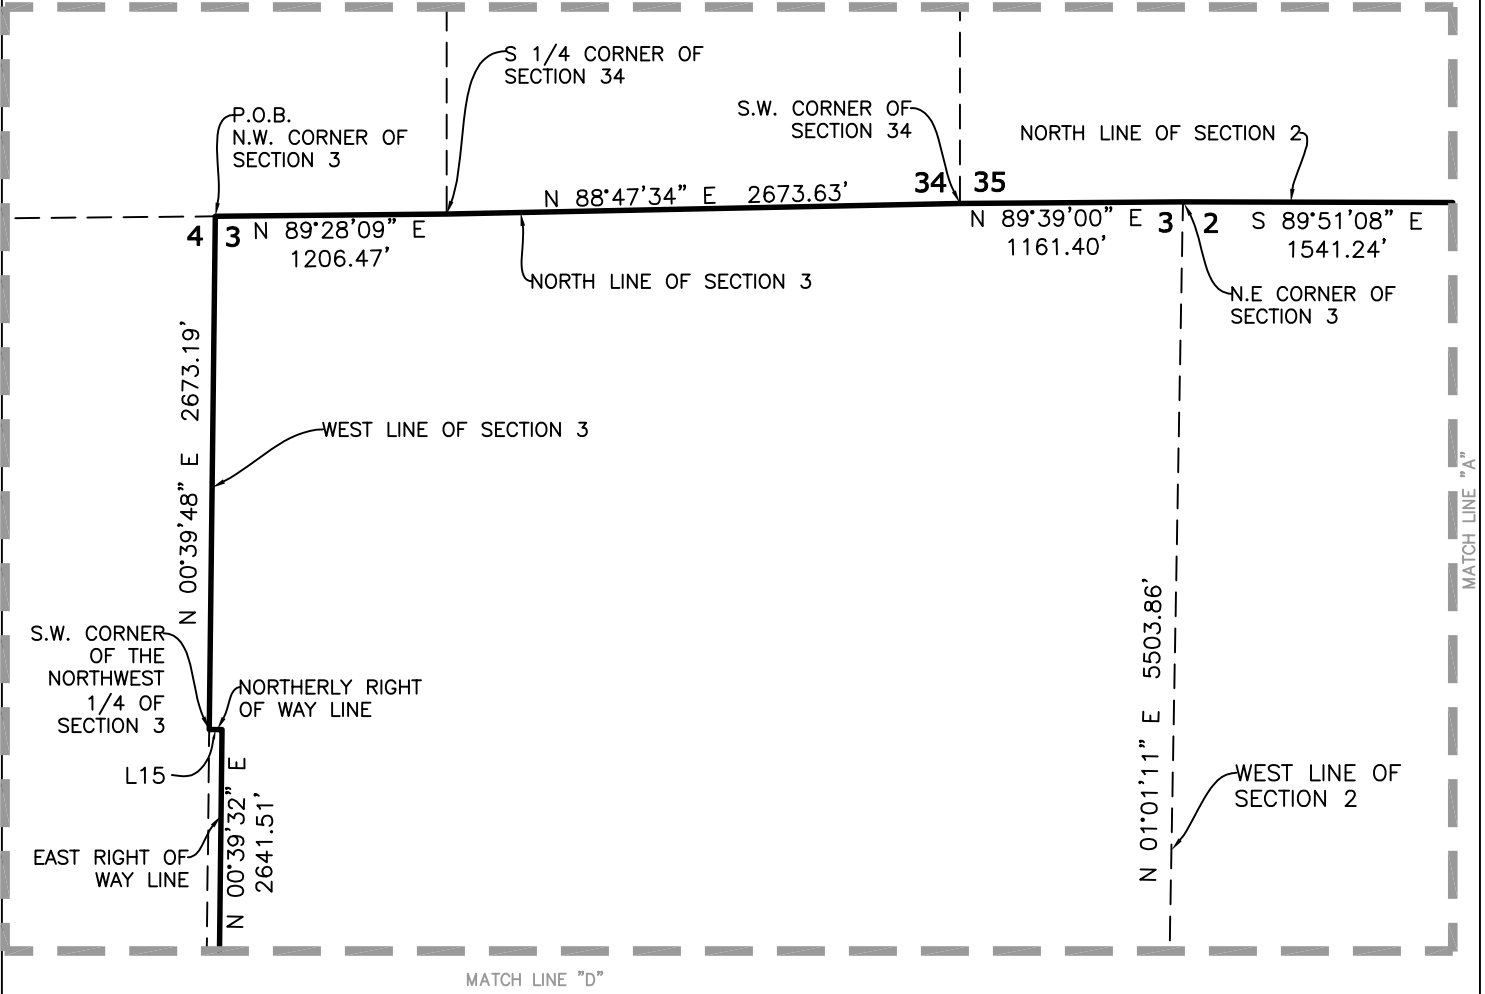 S 1/4 CORNER OF
SECTION 34
P.O.B.
N.W. CORNER OF
SECTION 3
S.W. CORNER OF
SECTION 34
NORTH LINE OF SECTION 2
N 88°47'34" E 2673.63'
34 35
4 3
N 89°28'09" E
1206.47'
N 89°39'00" E
1161.40'
3 2
S 89°51'08" E
1541.24'
NORTH LINE OF SECTION 3
N.E CORNER OF
SECTION 3
N 00°39'48" E 2673.19'
WEST LINE OF SECTION 3
MATCH LINE "A"
S.W. CORNER
OF THE
NORTHWEST
1/4 OF
SECTION 3
NORTHERLY RIGHT
OF WAY LINE
L15
N 00°39'32" E
2641.51'
EAST RIGHT OF
WAY LINE
N 01°01'11" E 5503.86'
WEST LINE OF
SECTION 2
MATCH LINE "D"